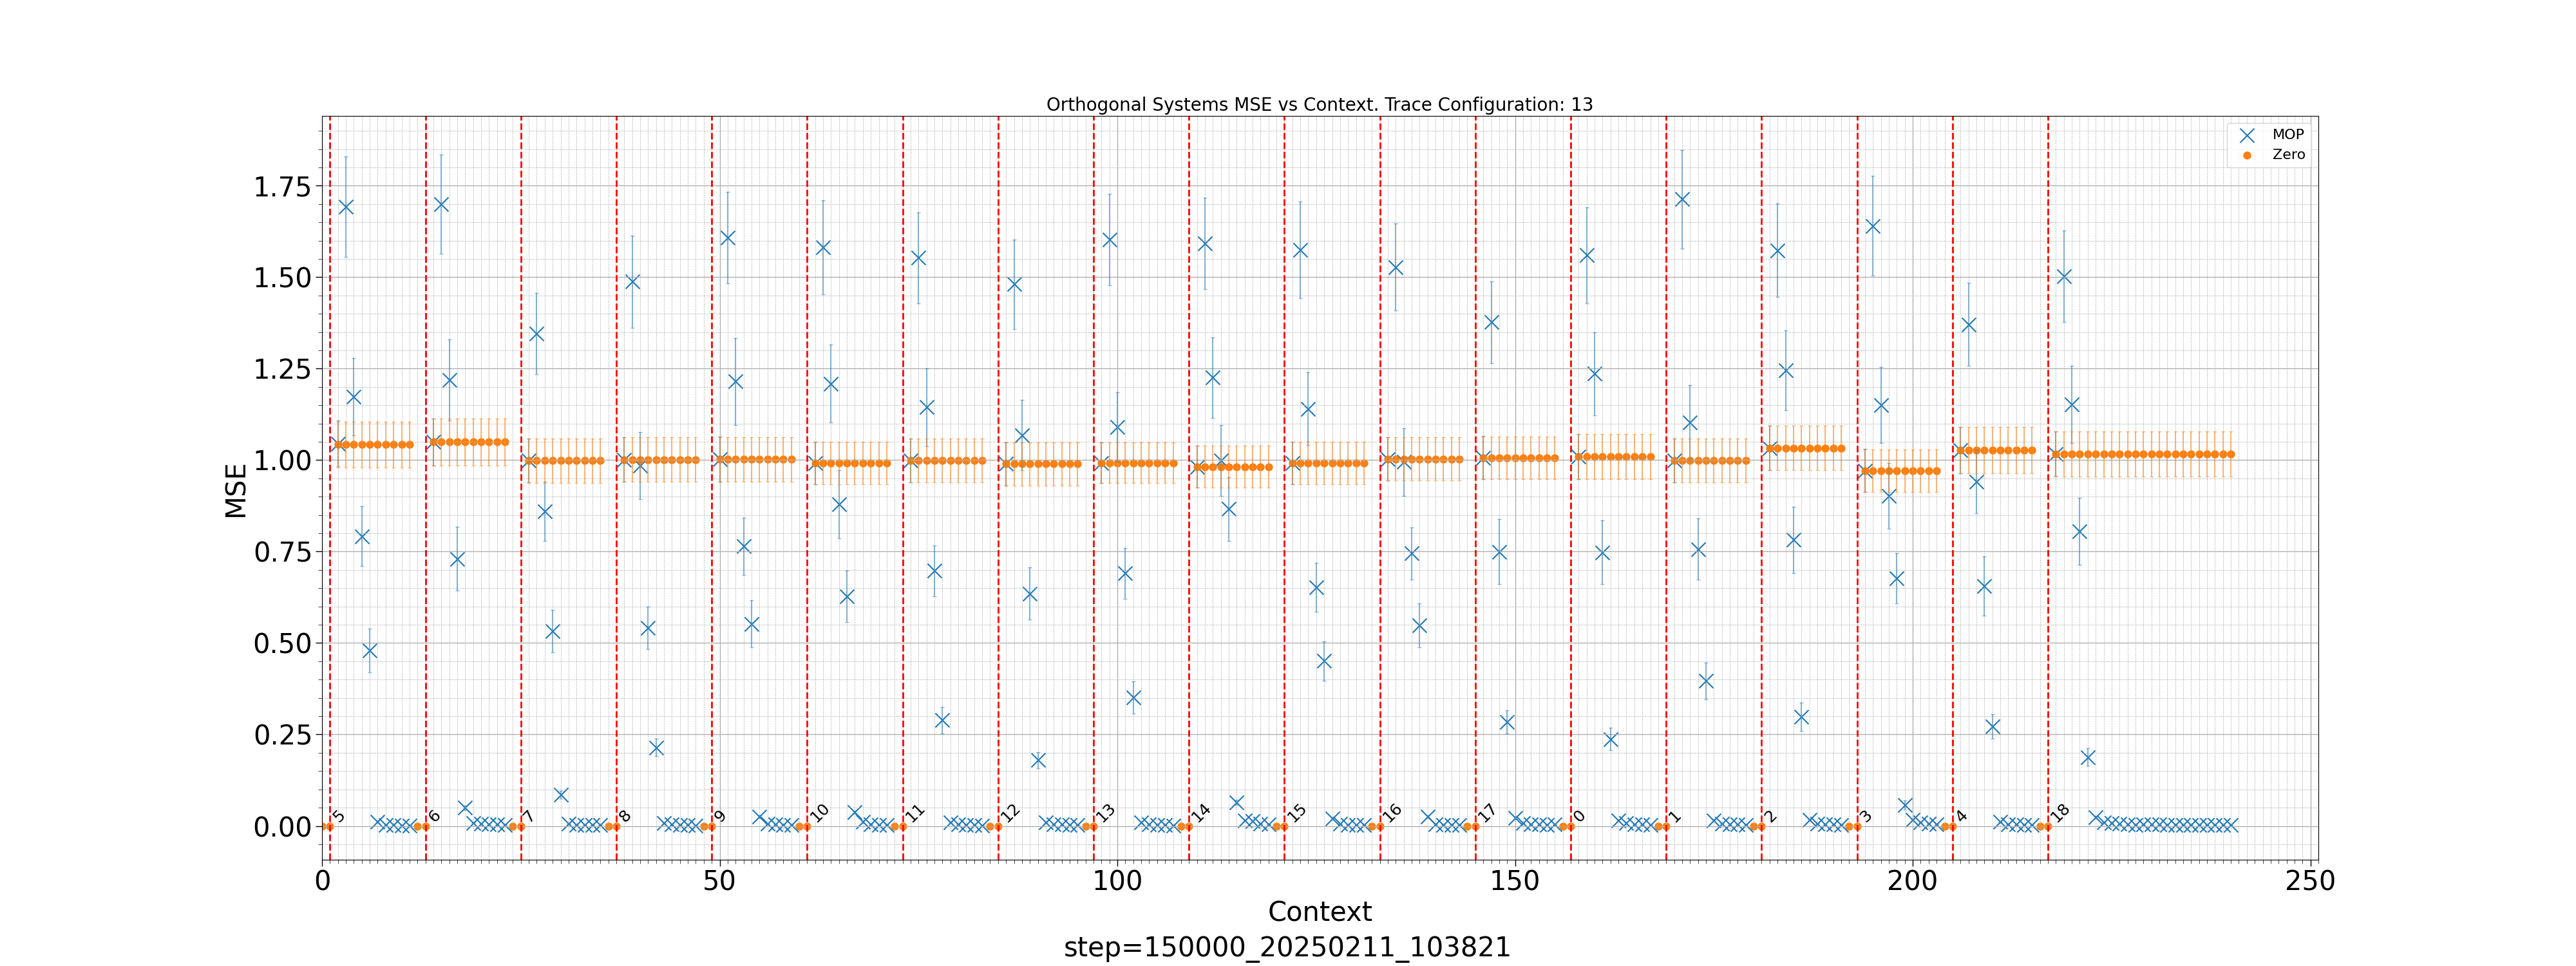 Orthogonal Systems MSE vs Context. Trace Configuration: 13
MOP
Zero
1.75
1.50
1.25
1.00
0.75
0.50
0.25
0.00
MSE
5 6 7 8 9 10 11 12 13 14 15 16 17 0 1 2 3 4 18
0 50 100 150 200 250
Context
step=150000_20250211_103821